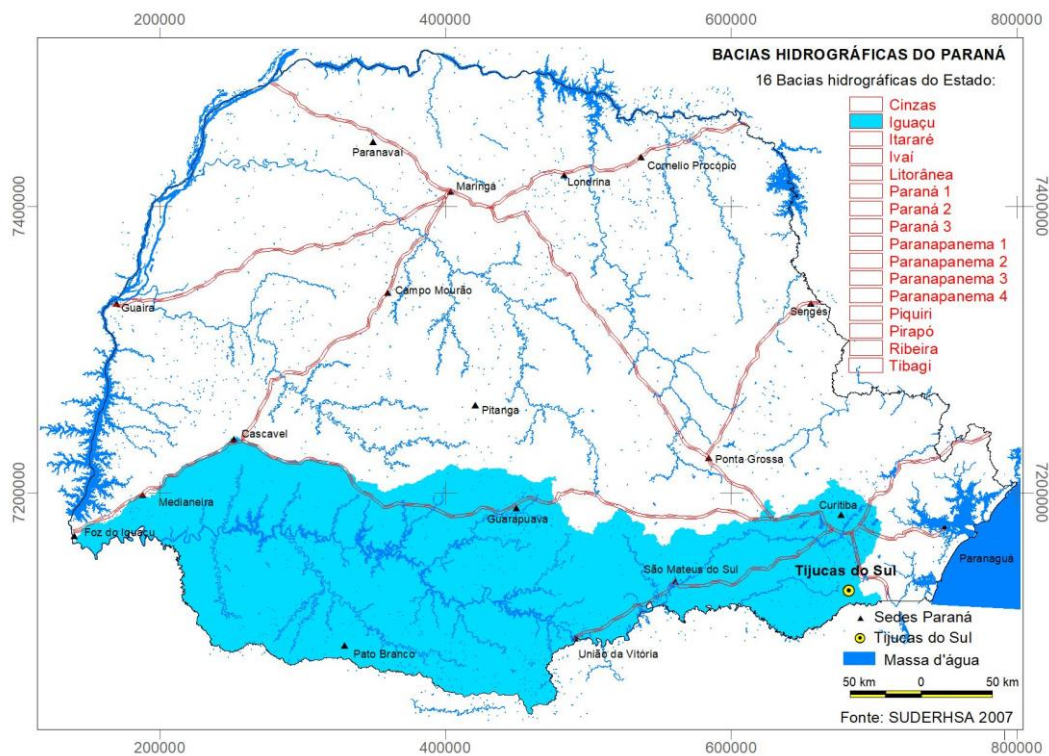 200000
400000
600000
800000
BACIAS HIDROGRÁFICAS DO PARANÁ
16 Bacias hidrográficas do Estado:
Cinzas
Iguaçu
Itararé
Ivaí
Litorânea
Paraná 1
Paraná 2
Paraná 3
Paranapanema 1
Paranapanema 2
Paranapanema 3
Paranapanema 4
Piquiri
Pirapó
Ribeira
Tibagi
7400000
7400000
7200000
7200000
Paranavaí
Maringá
Londrina
Cornelio Procópio
Guaira
Campo Mourão
Sengés
Pitanga
Cascavel
Ponta Grossa
Medianeira
Guarapuava
Curitiba
Foz do Iguaçu
São Mateus do Sul
Tijucas do Sul
Paranaguá
Pato Branco
União da Vitória
Sedes Paraná
Tijucas do Sul
Massa d'água
50 km 0 50 km
Fonte: SUDERHSA 2007
200000
400000
600000
800000